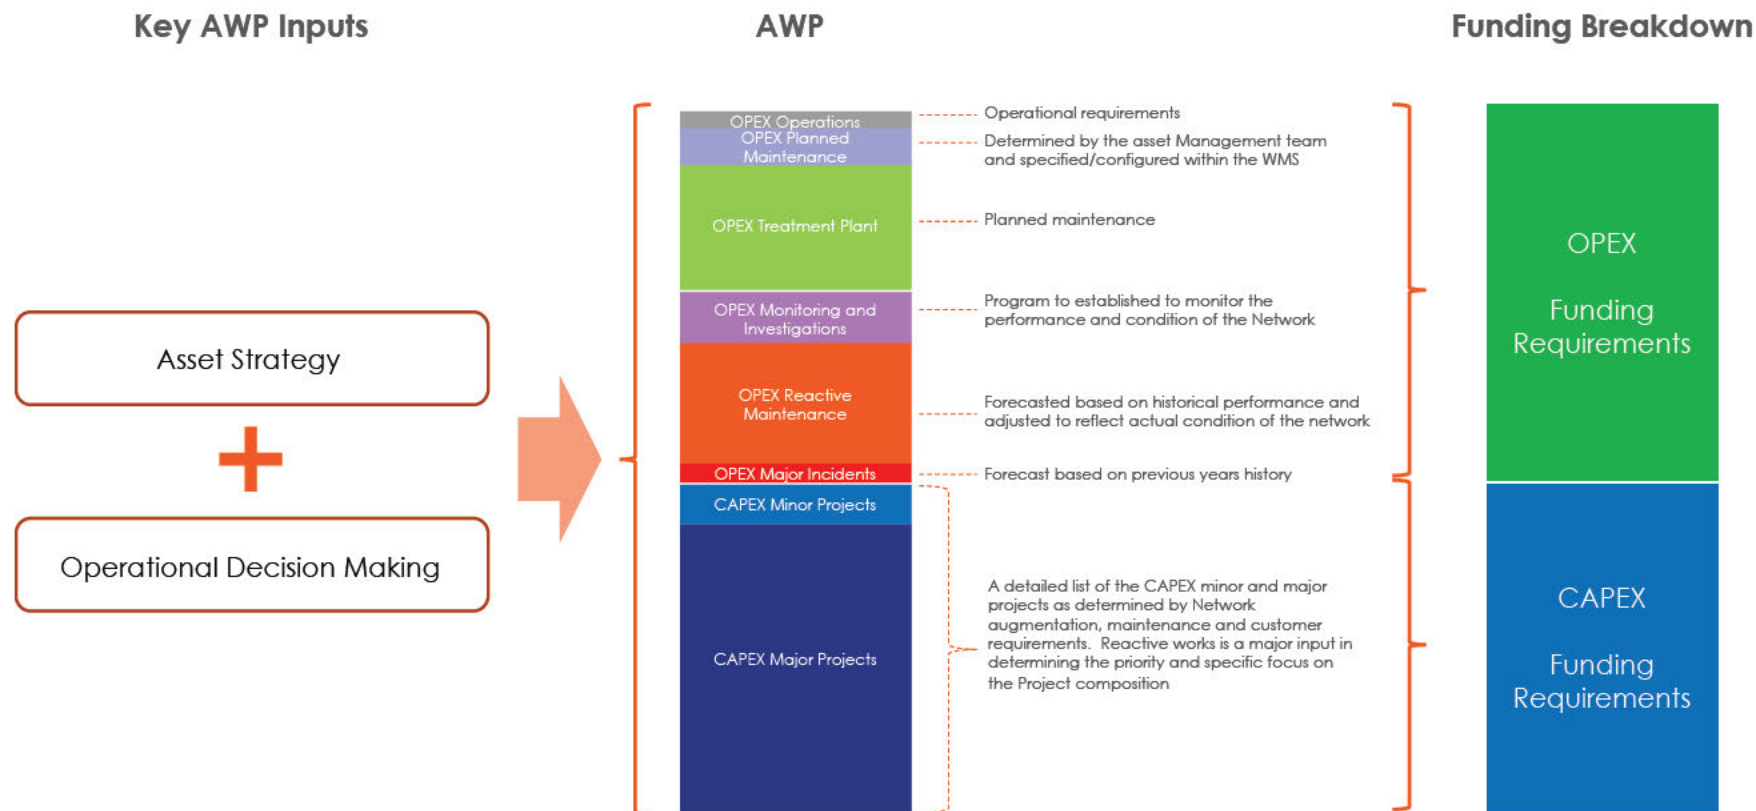 Key AWP Inputs
AWP
Funding Breakdown
Asset Strategy
Operational Decision Making
OPEX Operations
OPEX Planned
Maintenance
OPEX Treatment Plant
OPEX Monitoring and
Investigations
OPEX Reactive
Maintenance
OPEX Major Incidents
CAPEX Minor Projects
CAPEX Major Projects
Operational requirements
Determined by the asset Management team
and specified/configured within the WMS
Planned maintenance
Program to established to monitor the
performance and condition of the Network
Forecasted based on historical performance and
adjusted to reflect actual condition of the network
Forecast based on previous years history
A detailed list of the CAPEX minor and major
projects as determined by Network
augmentation, maintenance and customer
requirements.  Reactive works is a major input in
determining the priority and specific focus on
the Project composition
OPEX
Funding
Requirements
CAPEX
Funding
Requirements